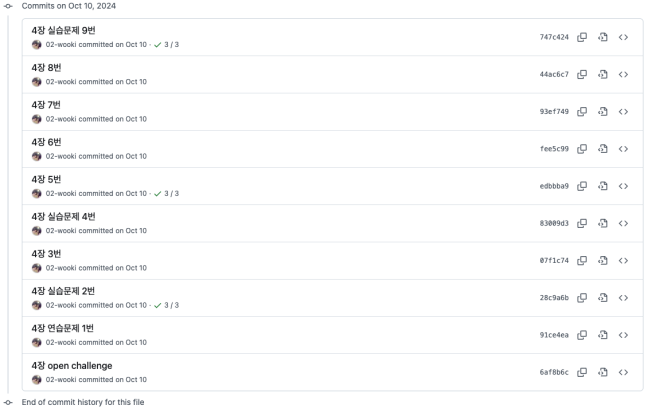 Commits on Oct 10, 2024
4장 실습문제 9번
02-wooki committed on Oct 10 · ✓ 3 / 3
747c424
4장 8번
02-wooki committed on Oct 10
44ac6c7
4장 7번
02-wooki committed on Oct 10
93ef749
4장 6번
02-wooki committed on Oct 10
fee5c99
4장 5번
02-wooki committed on Oct 10 · ✓ 3 / 3
edbbba9
4장 실습문제 4번
02-wooki committed on Oct 10
83009d3
4장 3번
02-wooki committed on Oct 10
07f1c74
4장 실습문제 2번
02-wooki committed on Oct 10 · ✓ 3 / 3
28c9a6b
4장 연습문제 1번
02-wooki committed on Oct 10
91ce4ea
4장 open challenge
02-wooki committed on Oct 10
6af8b6c
End of commit history for this file